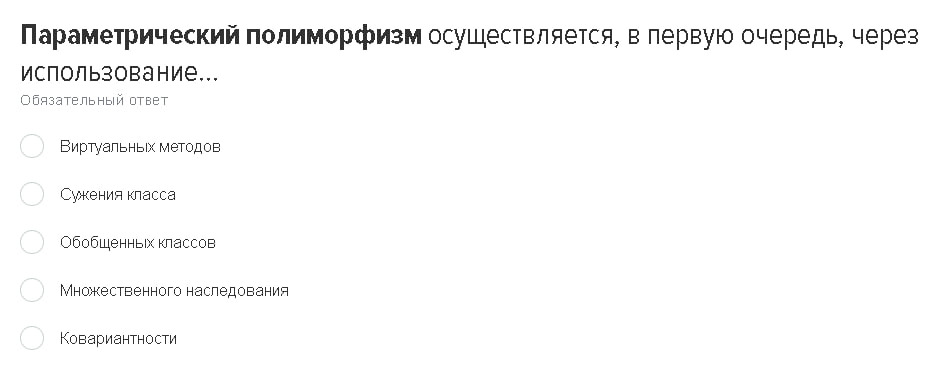 Параметрический полиморфизм осуществляется, в первую очередь, через
использование...
Обязательный ответ
Виртуальных методов
Сужения класса
Обобщенных классов
Множественного наследования
Ковариантности